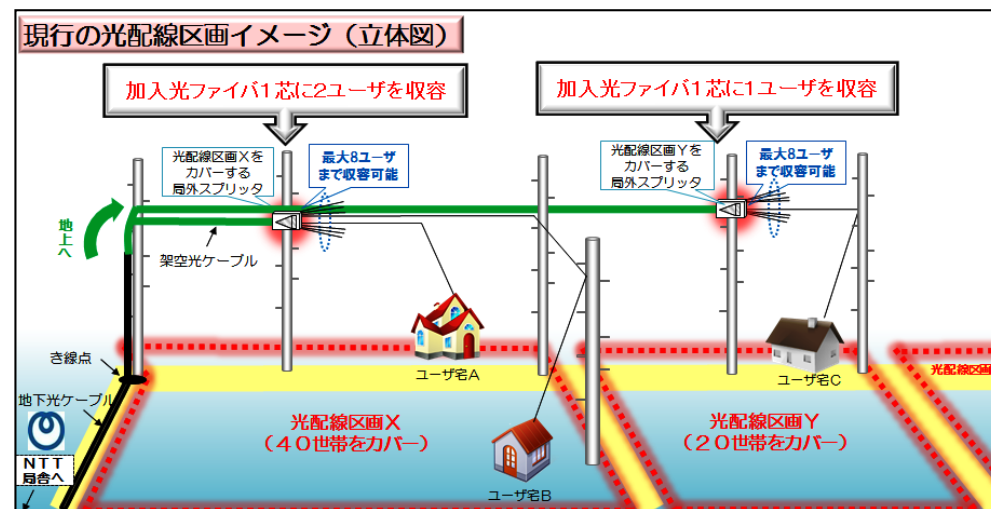 現行の光配線区画イメージ（立体図）
加入光ファイバ1芯に2ユーザを収容
加入光ファイバ1芯に1ユーザを収容
光配線区画Xを
カバーする
局外スプリッタ
最大8ユーザ
まで収容可能
光配線区画Yを
カバーする
局外スプリッタ
最大8ユーザ
まで収容可能
地上へ
架空光ケーブル
き線点
地下光ケーブル
NTT
局舎へ
ユーザ宅A
ユーザ宅C
光配線区画
光配線区画X
（40世帯をカバー）
光配線区画Y
（20世帯をカバー）
ユーザ宅B